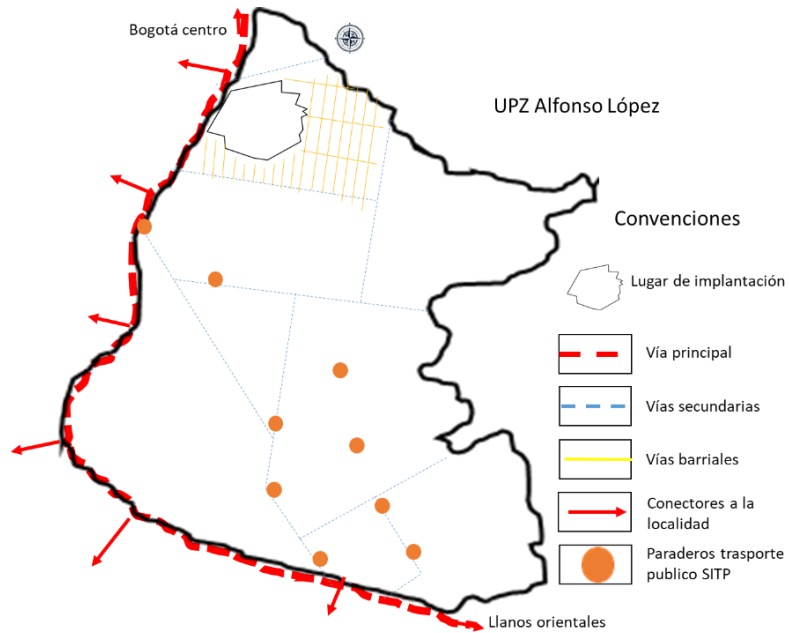 Bogotá centro
UPZ Alfonso López
Convenciones
Lugar de implantación
Vía principal
Vías secundarias
Vías barriales
Conectores a la
localidad
Paraderos trasporte
publico SITP
Llanos orientales